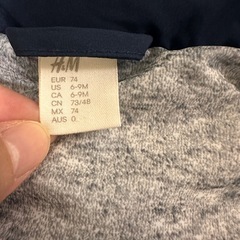 H&M
EUR 74
US 6-9M
CA 6-9M
CN 73/48
MX 74
AUS 0